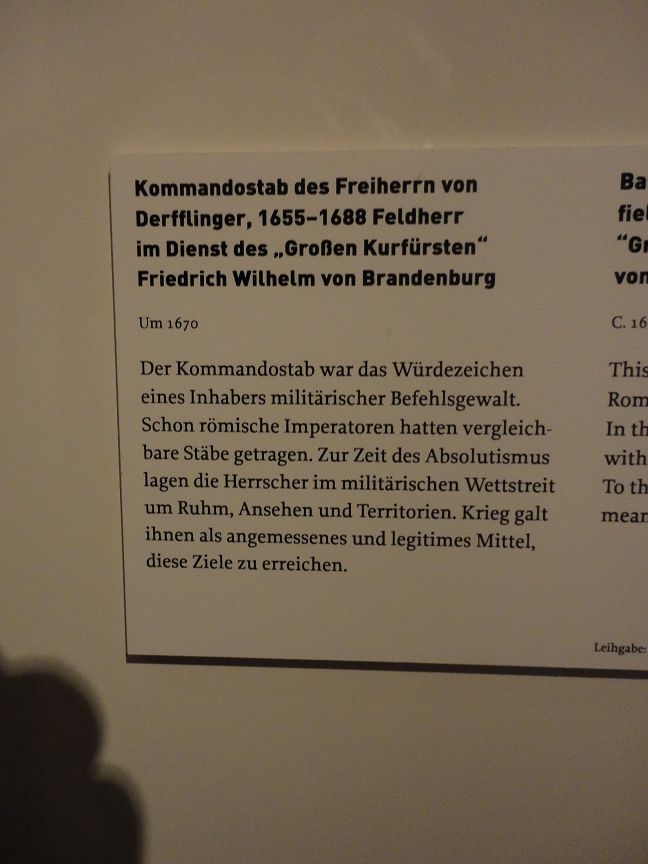 Kommandostab des Freiherrn von
Derfflinger, 1655–1688 Feldherr
im Dienst des „Großen Kurfürsten“
Friedrich Wilhelm von Brandenburg
Um 1670
Der Kommandostab war das Würdezeichen
eines Inhabers militärischer Befehlsgewalt.
Schon römische Imperatoren hatten vergleich-
bare Stäbe getragen. Zur Zeit des Absolutismus
lagen die Herrscher im militärischen Wettstreit
um Ruhm, Ansehen und Territorien. Krieg galt
ihnen als angemessenes und legitimes Mittel,
diese Ziele zu erreichen.
Ba
fiel
“Gr
von
C. 16
This
Rom
In th
with
To th
mean
Leihgabe: